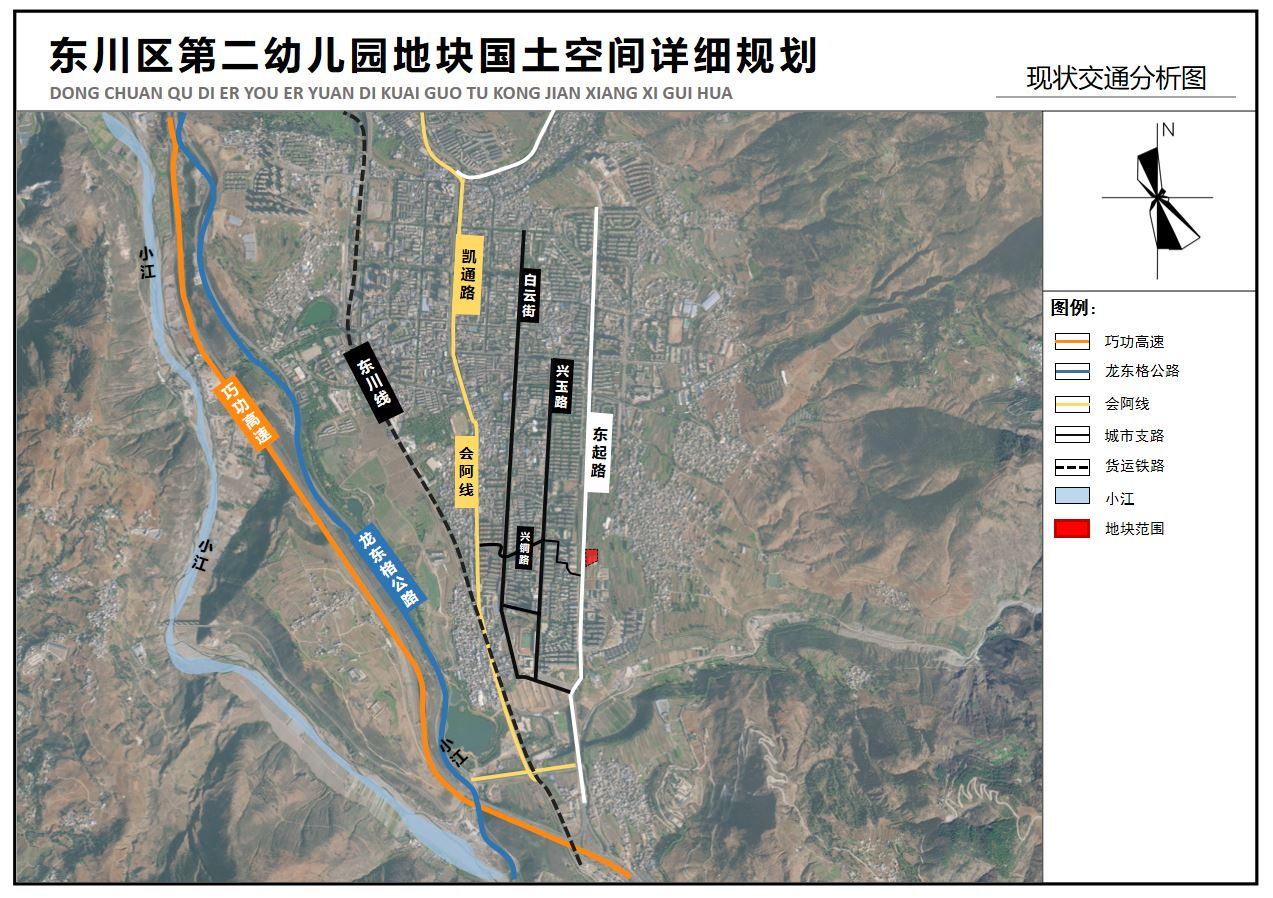 东川区第二幼儿园地块国土空间详细规划
DONG CHUAN QU DI ER YOU ER YUAN DI KUAI GUO TU KONG JIAN XIANG XI GUI HUA
现状交通分析图
N
图例:
巧功高速
龙东格公路
会阿线
城市支路
货运铁路
小江
地块范围
小江
凯通路
白云街
东川线
兴玉路
巧功高速
东起路
会阿线
兴铜路
小江
龙东格公路
小江